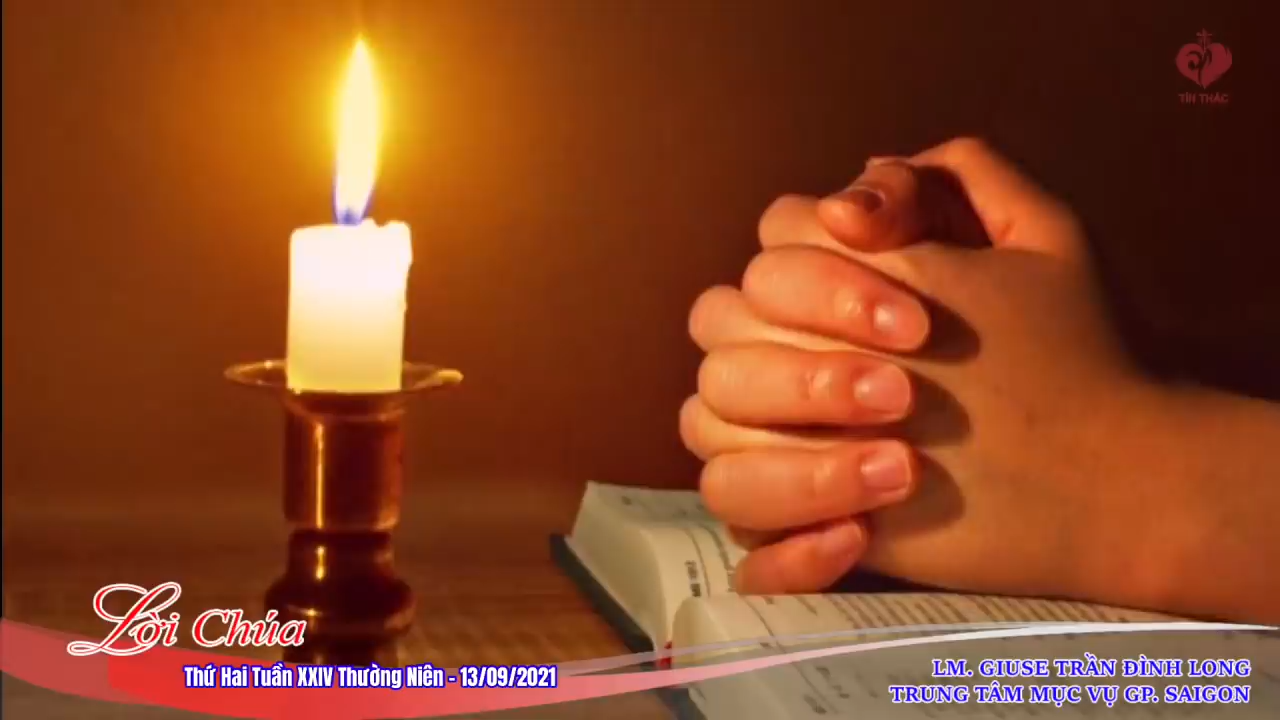 TÍN THÁC
Lời Chúa
Thứ Hai Tuần XXIV Thường Niên - 13/09/2021
LM. GIUSE TRẦN ĐÌNH LONG
TRUNG TÂM MỤC VỤ GP. SAIGON